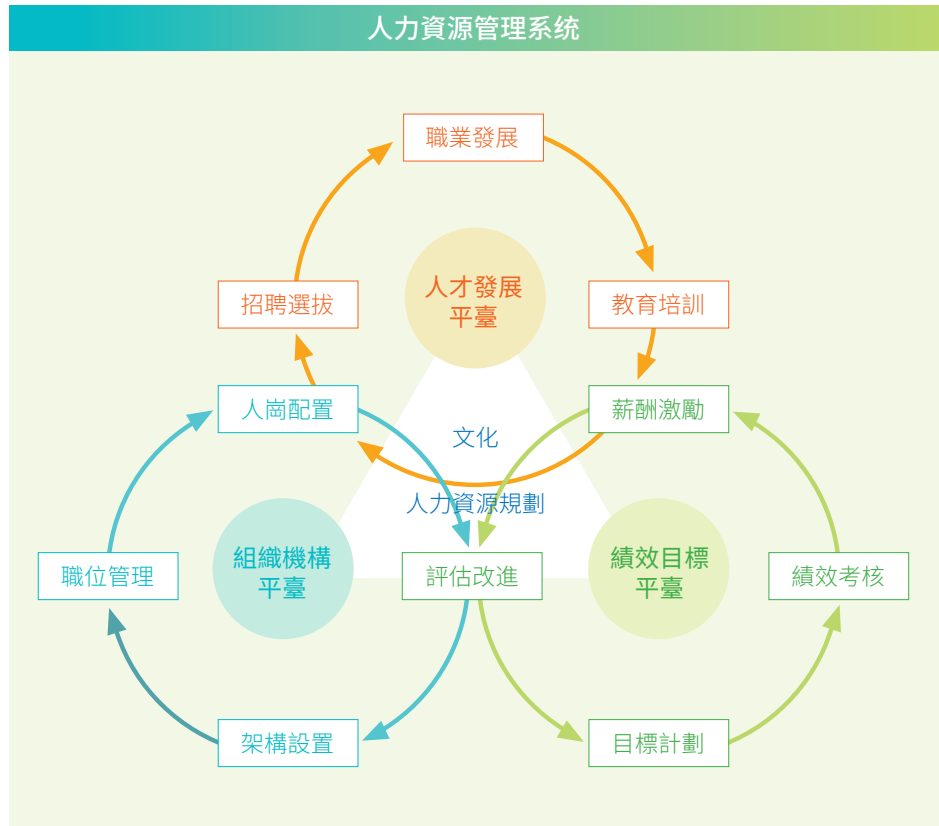 人力資源管理系统
職業發展
人才發展
平臺
招聘選拔
教育培訓
人崗配置
薪酬激勵
文化
人力資源規劃
組織機構
平臺
績效目標
平臺
職位管理
評估改進
績效考核
架構設置
目標計劃